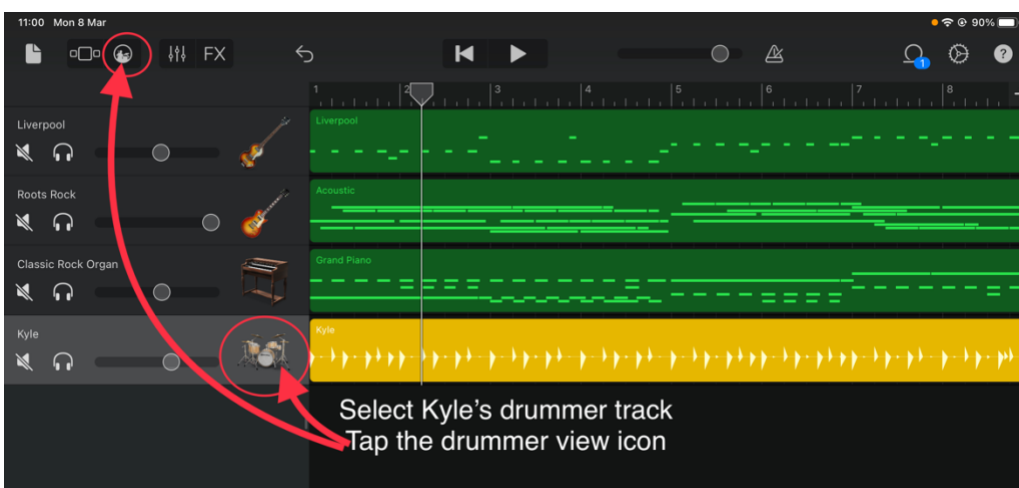 11:00 Mon 8 Mar
90%
FX
1
?
1 2 3 4 5 6 7 8
Liverpool
Liverpool
Roots Rock
Acoustic
Classic Rock Organ
Grand Piano
Kyle
Kyle
Select Kyle's drummer track
Tap the drummer view icon